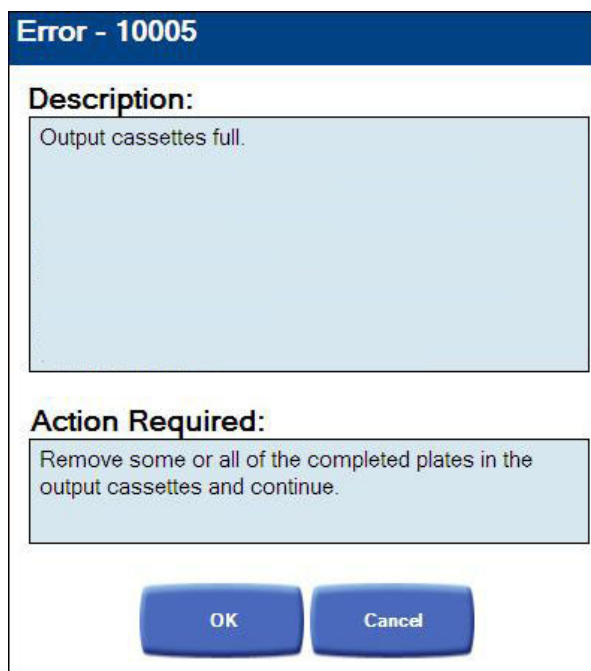 Error - 10005
Description:
Output cassettes full.
Action Required:
Remove some or all of the completed plates in the
output cassettes and continue.
OK
Cancel